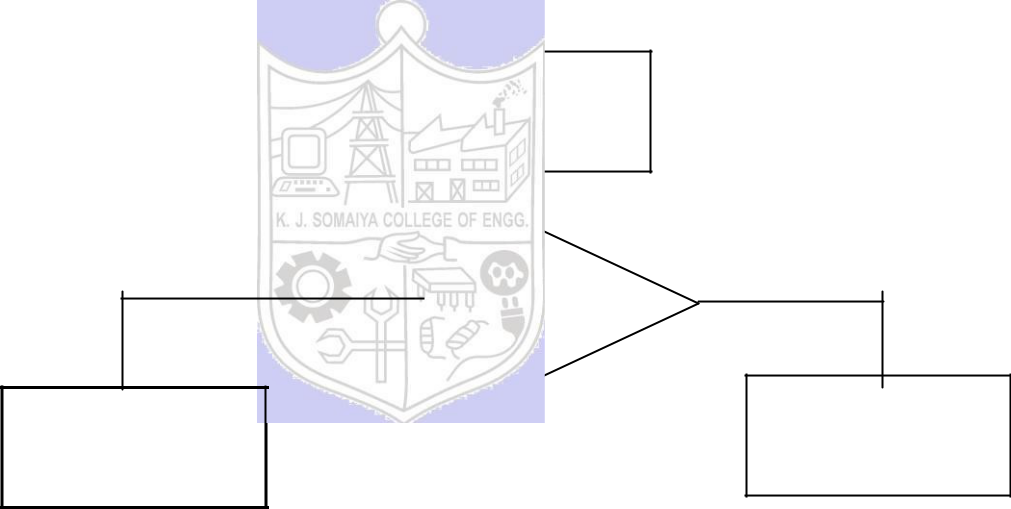 K. J. SOMAIYA COLLEGE OF ENGG.